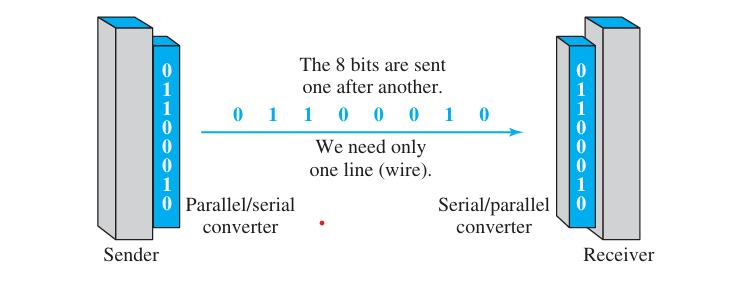 The 8 bits are sent
one after another.
0 1 1 0 0 0 1 0
We need only
one line (wire).
0
1
1
0
0
0
1
0
Parallel/serial
converter
Sender
0
1
1
0
0
0
1
0
Serial/parallel
converter
Receiver